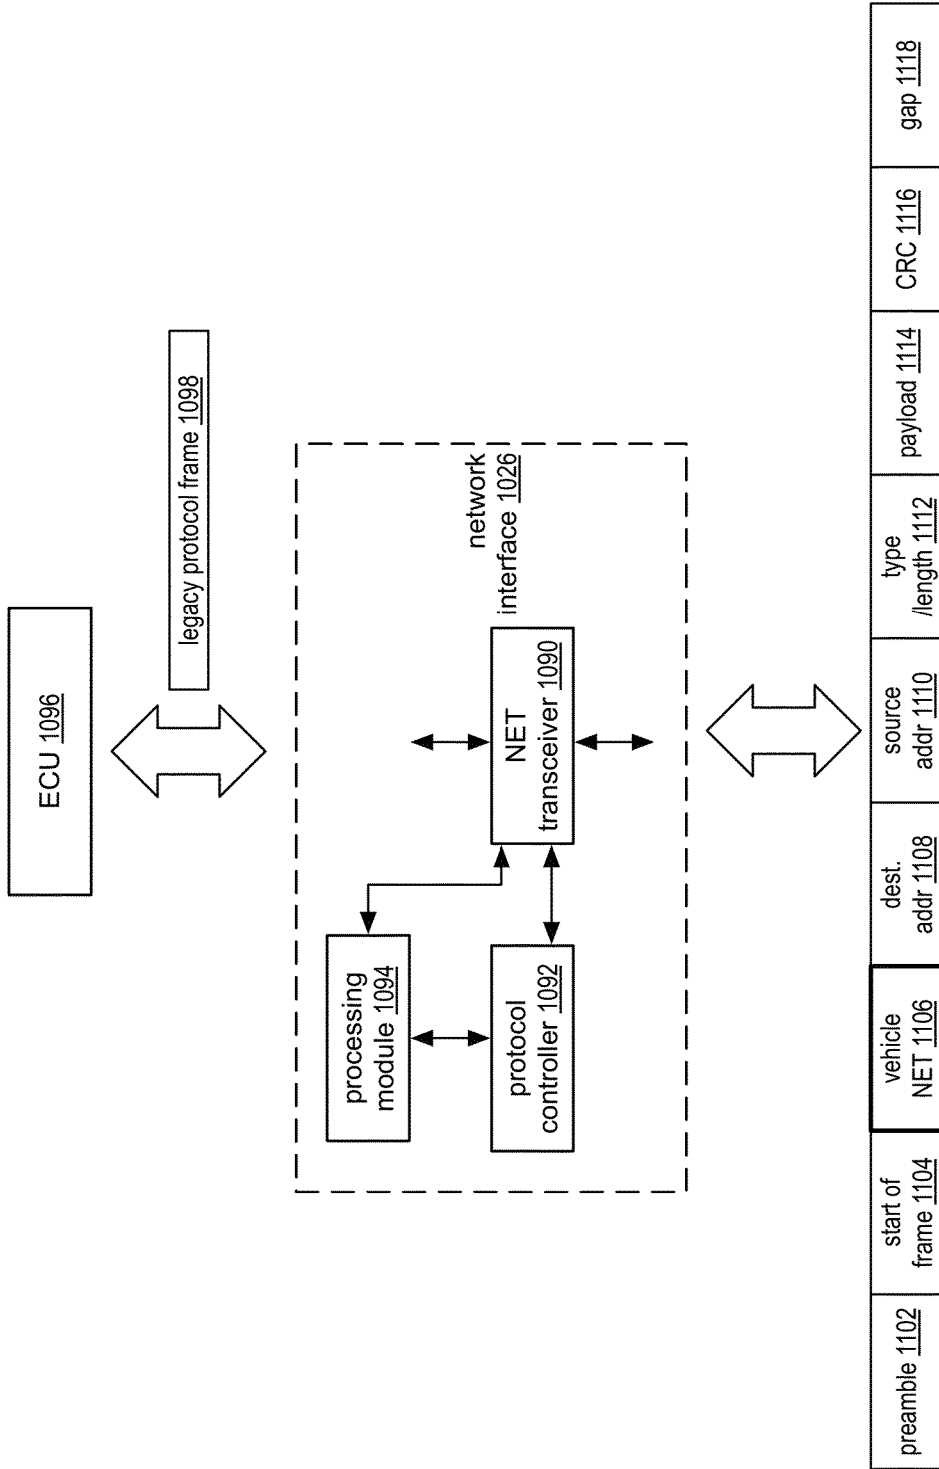 ECU 1096
legacy protocol frame 1098
network
interface 1026
processing
module 1094
NET
transceiver 1090
protocol
controller 1092
preamble 1102
start of
frame 1104
vehicle
NET 1106
dest.
addr 1108
source
addr 1110
type
/length 1112
payload 1114
CRC 1116
gap 1118